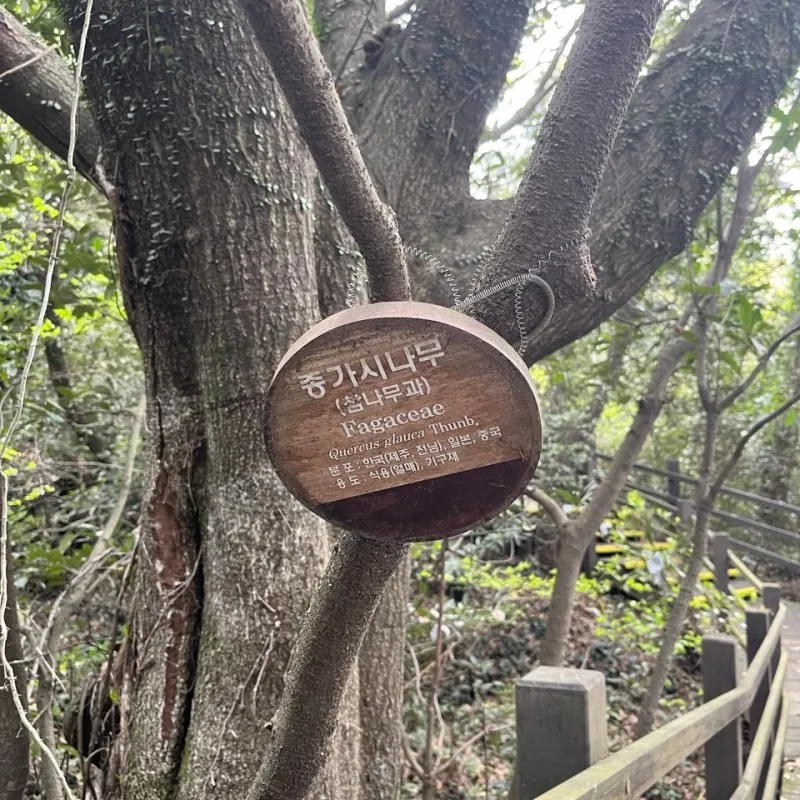 종가시나무
(참나무과)
Fagaceae
Quercus glauca Thunb.
분 포 : 한국(제주, 전남), 일본, 중국
용 도 : 식용(열매), 기구재